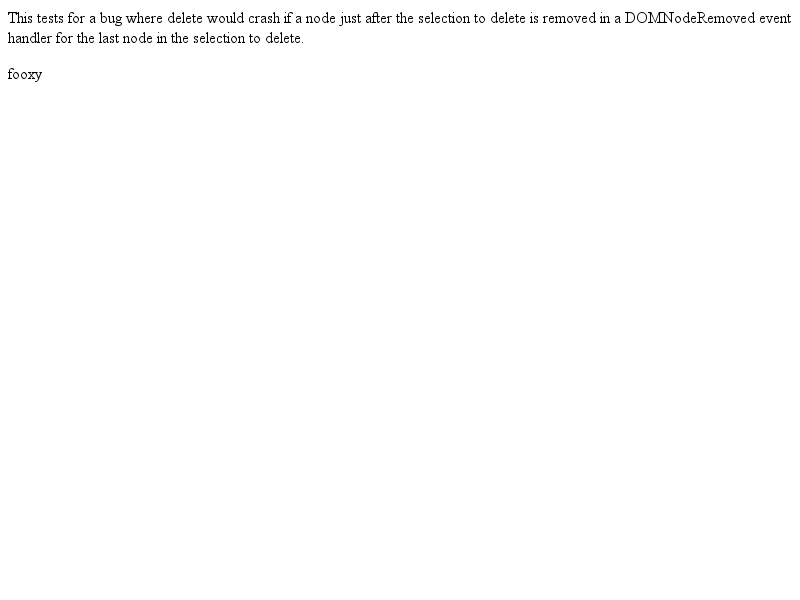 This tests for a bug where delete would crash if a node just after the selection to delete is removed in a DOMNodeRemoved event
handler for the last node in the selection to delete.
fooxy